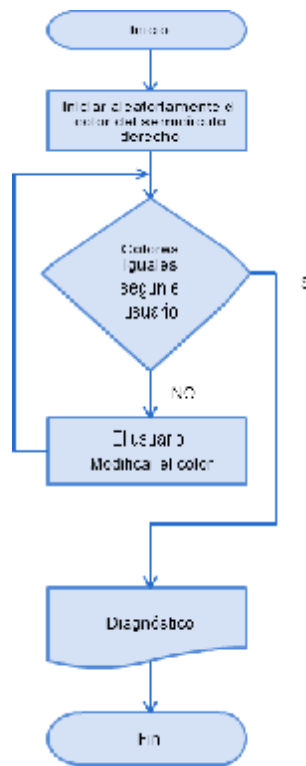 Inicio
Iniciar aleatoriamente el
color del semicírculo
derecho
Colores
iguales
según el
usuario
NO
El usuario
Modifica el color
Diagnóstico
Fin